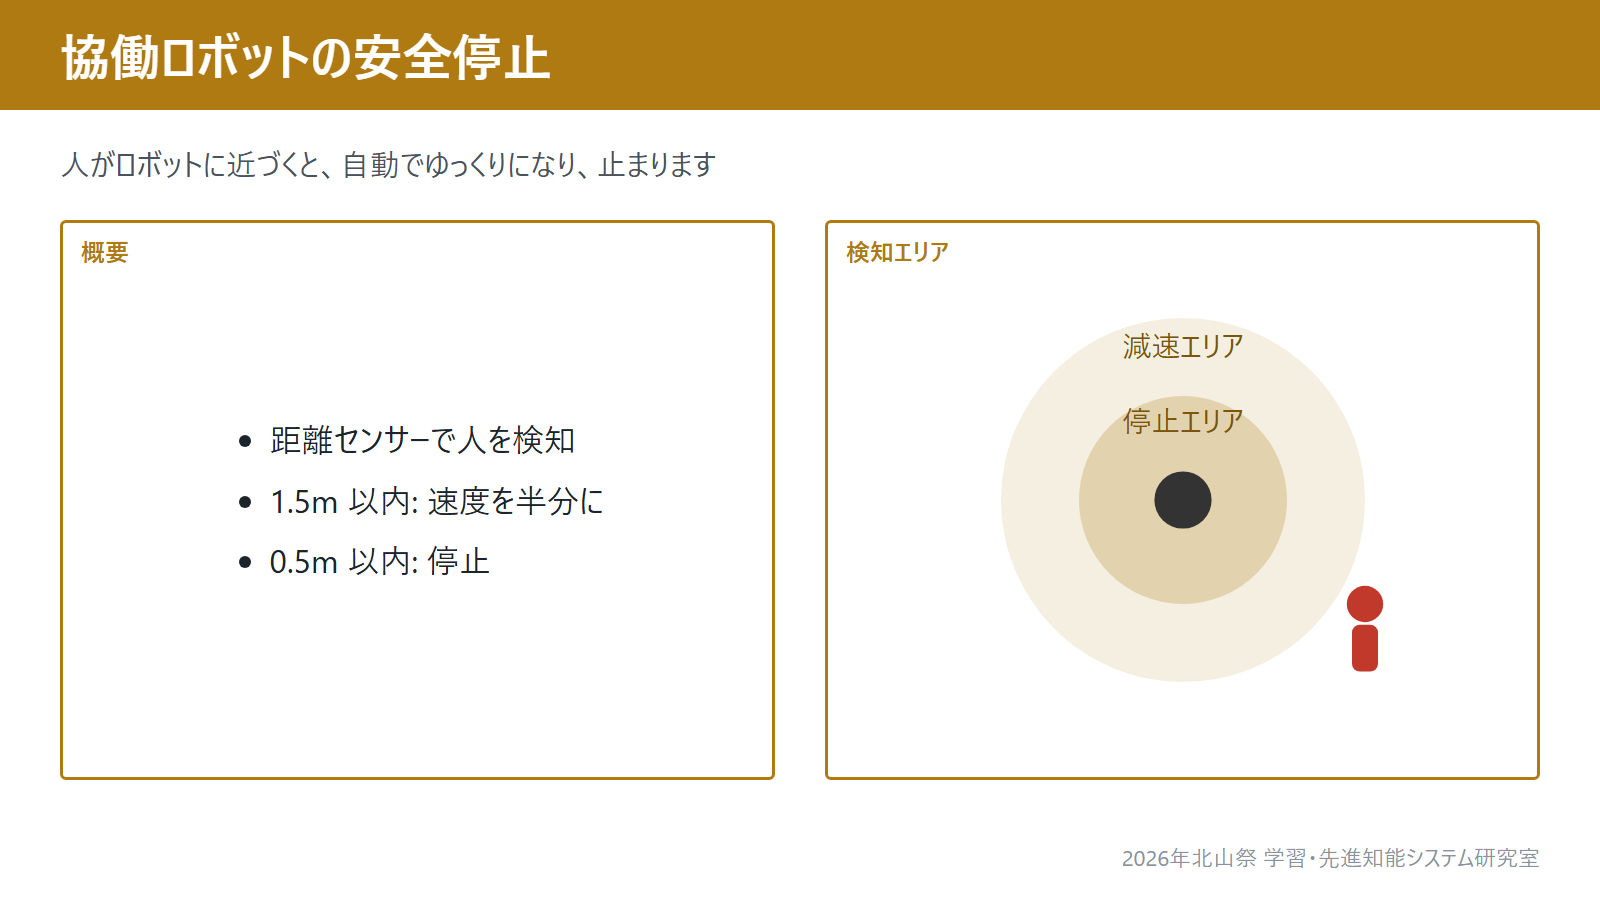 協働ロボットの安全停止
人がロボットに近づくと、自動でゆっくりになり、止まります
概要
距離センサーで人を検知
1.5m 以内: 速度を半分に
0.5m 以内: 停止
検知エリア
減速エリア
停止エリア
2026年北山祭 学習・先進知能システム研究室